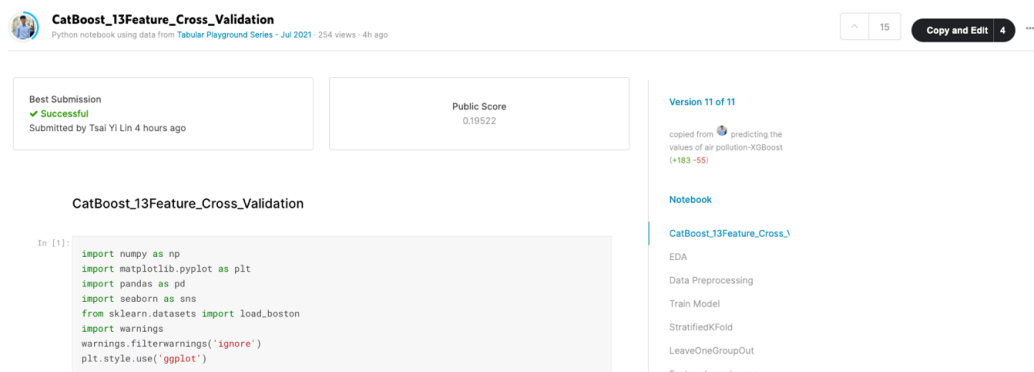 CatBoost_13Feature_Cross_Validation
Python notebook using data from Tabular Playground Series - Jul 2021 · 254 views · 4h ago
15
Copy and Edit 4
Best Submission
✔ Successful
Submitted by Tsai Yi Lin 4 hours ago
Public Score
0.19522
Version 11 of 11
copied from predicting the
values of air pollution-XGBoost
(+183 -55)
Notebook
CatBoost_13Feature_Cross_Validation
In [1]:
import numpy as np
import matplotlib.pyplot as plt
import pandas as pd
import seaborn as sns
from sklearn.datasets import load_boston
import warnings
warnings.filterwarnings('ignore')
plt.style.use('ggplot')
CatBoost_13Feature_Cross_V
EDA
Data Preprocessing
Train Model
StratifiedKFold
LeaveOneGroupOut